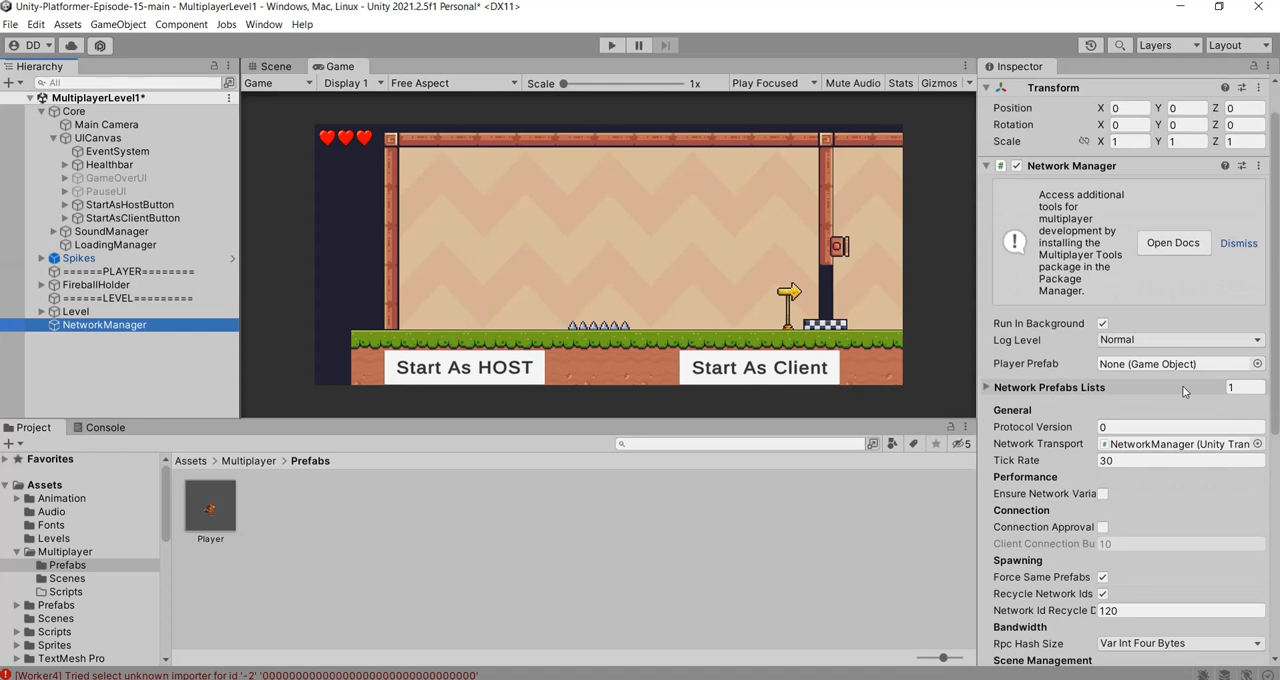 Unity-Platformer-Episode-15-main - MultiplayerLevel1 - Windows, Mac, Linux - Unity 2021.2.5f1 Personal* <DX11>
File Edit Assets GameObject Component Jobs Window Help
DD Layers Layout
Hierarchy Scene Game Inspector
All Game Display 1 Free Aspect Scale 1x Play Focused Mute Audio Stats Gizmos
MultiplayerLevel1*
Core
Main Camera
UICanvas
EventSystem
Healthbar
GameOverUI
PauseUI
StartAsHostButton
StartAsClientButton
SoundManager
LoadingManager
Spikes
======PLAYER========
FireballHolder
======LEVEL=========
Level
NetworkManager
Start As HOST
Start As Client
Transform
Position X 0 Y 0 Z 0
Rotation X 0 Y 0 Z 0
Scale X 1 Y 1 Z 1
Network Manager
Access additional
tools for
multiplayer
development by
installing the
Multiplayer Tools
package in the
Package
Manager.
Open Docs
Dismiss
Run In Background
Log Level Normal
Player Prefab None (Game Object)
Network Prefabs Lists 1
General
Protocol Version 0
Network Transport NetworkManager (Unity Tran
Tick Rate 30
Performance
Ensure Network Varia
Connection
Connection Approval
Client Connection Bu 10
Spawning
Force Same Prefabs
Recycle Network Ids
Network Id Recycle D 120
Bandwidth
Rpc Hash Size Var Int Four Bytes
Scene Management
Project Console
5
Favorites
Assets
Animation
Audio
Fonts
Levels
Multiplayer
Prefabs
Scenes
Scripts
Prefabs
Scenes
Scripts
Sprites
TextMesh Pro
Assets > Multiplayer > Prefabs
Player
[Worker4] Tried select unknown importer for id '-2' '00000000000000000000000000000000'